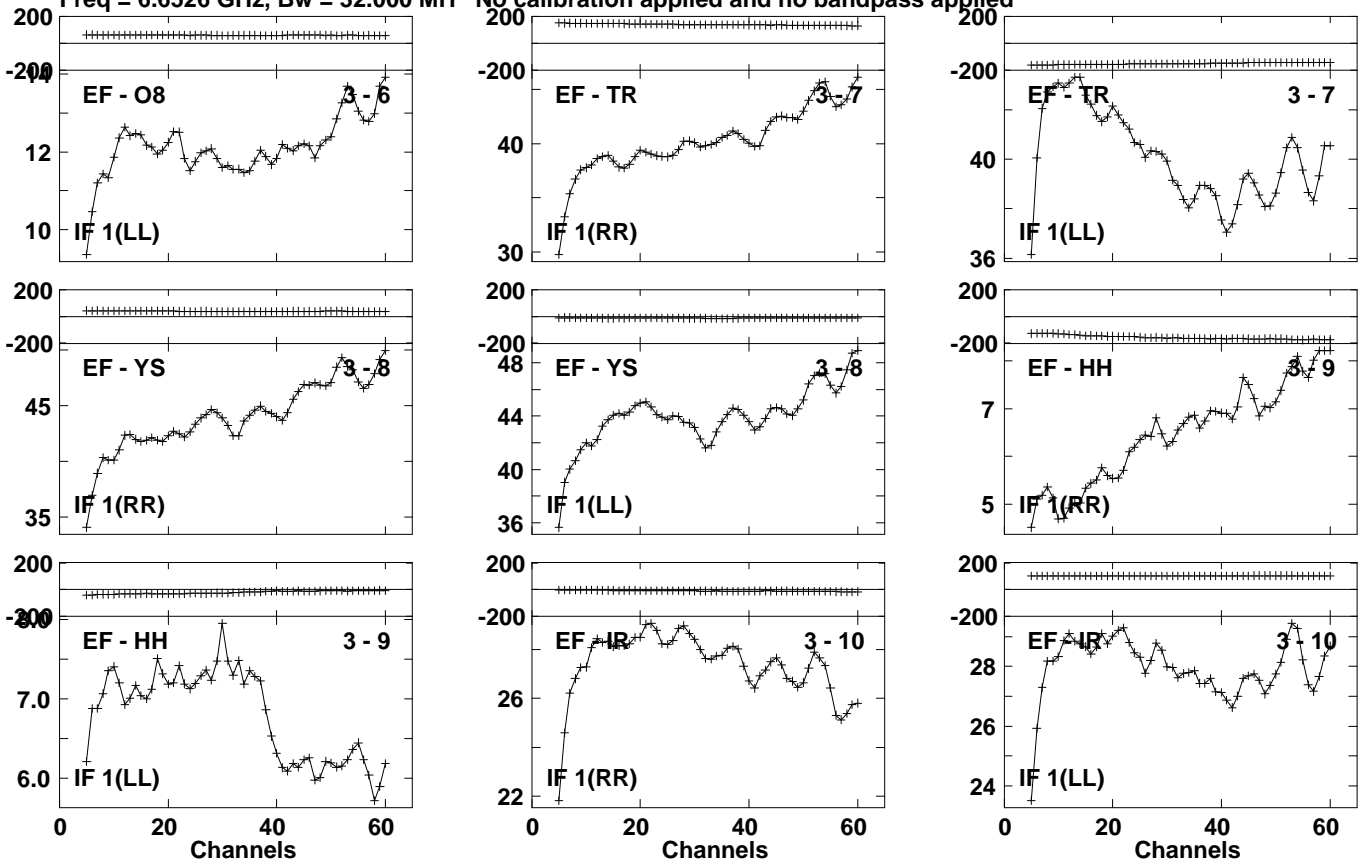 Freq = 6.6526 GHz, Bw = 32.000 MH No calibration applied and no bandpass applied
200 200 200
-200 -200
14
EF - O8 3 - 6 EF - TR 3 - 7 EF - TR 3 - 7
12 40 40
10 30 36
IF 1(LL) IF 1(RR) IF 1(LL)
200 200 200
-200 -200 -200
EF - YS 3 - 8 EF - YS 3 - 8 EF - HH 3 - 9
48
45 44 7
40
35 36 5
IF 1(RR) IF 1(LL) IF 1(RR)
200 200 200
-200 -200 -200
8.0
EF - HH 3 - 9 EF - IR 3 - 10 EF - IR 3 - 10
7.0 26 28
26
6.0 22 24
IF 1(LL) IF 1(RR) IF 1(LL)
0 20 40 60 0 20 40 60 0 20 40 60
Channels Channels Channels